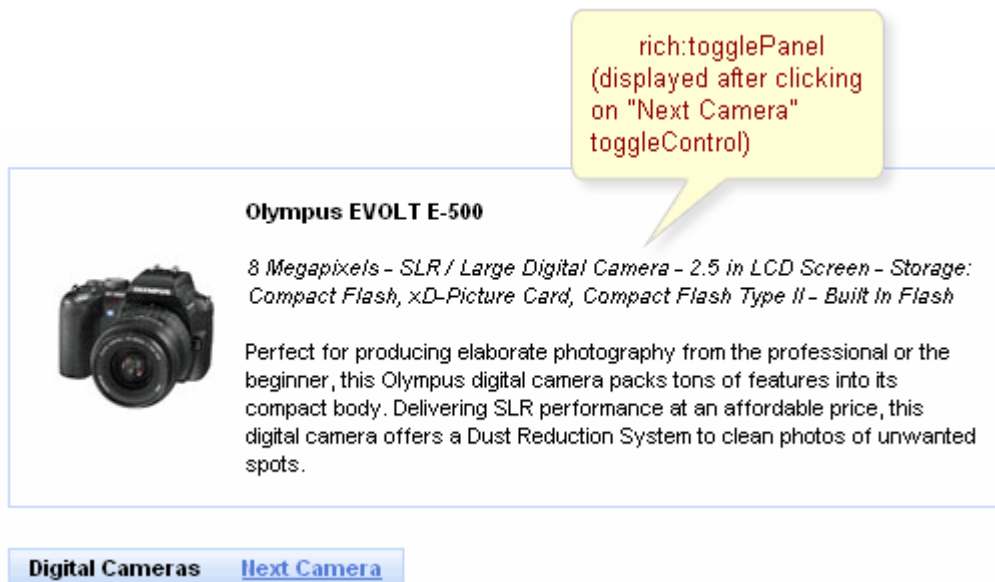 rich:togglePanel
(displayed after clicking
on "Next Camera"
toggleControl)
Olympus EVOLT E-500
8 Megapixels - SLR / Large Digital Camera - 2.5 in LCD Screen - Storage:
Compact Flash, xD-Picture Card, Compact Flash Type II - Built In Flash
OLYMPUS
Perfect for producing elaborate photography from the professional or the
beginner, this Olympus digital camera packs tons of features into its
compact body. Delivering SLR performance at an affordable price, this
digital camera offers a Dust Reduction System to clean photos of unwanted
spots.
Digital Cameras Next Camera